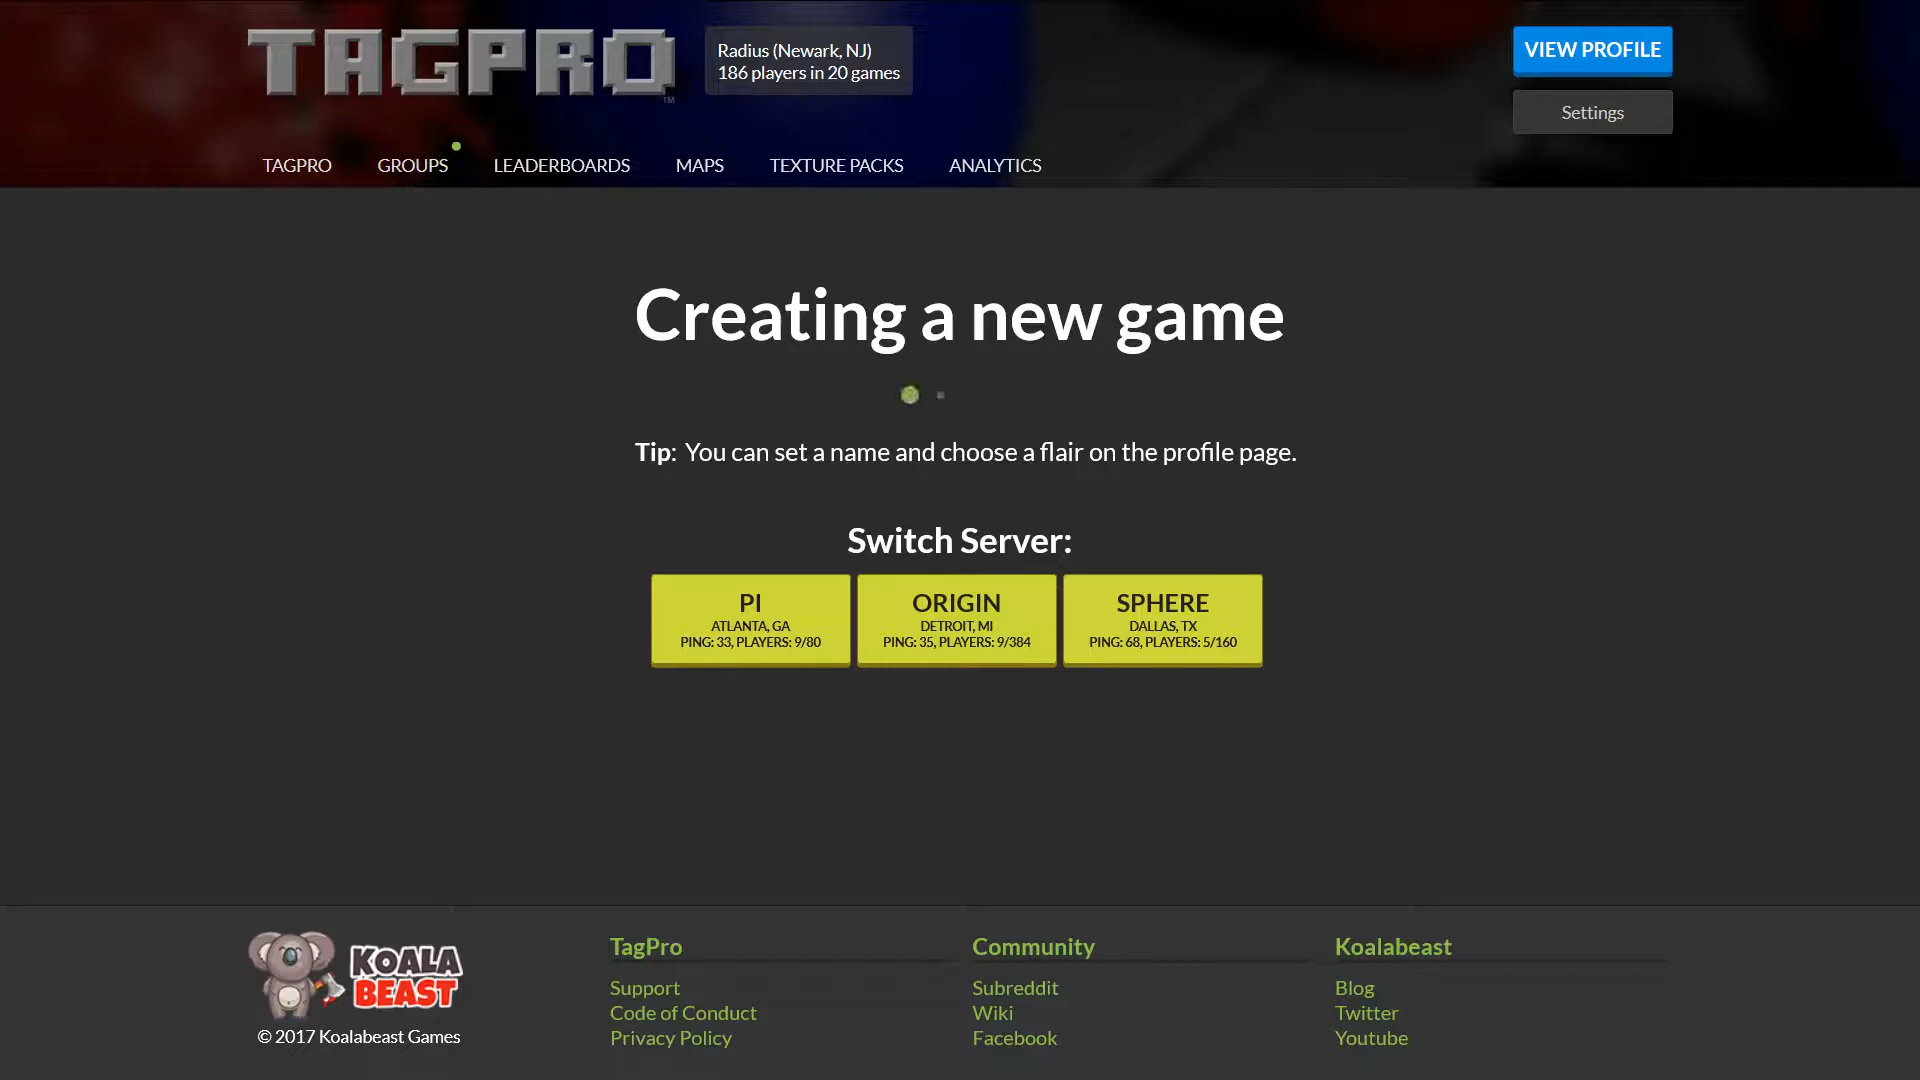 TAGPRO
TM
Radius (Newark, NJ)
186 players in 20 games
VIEW PROFILE
Settings
TAGPRO
GROUPS
LEADERBOARDS
MAPS
TEXTURE PACKS
ANALYTICS
Creating a new game
Tip: You can set a name and choose a flair on the profile page.
Switch Server:
PI
ATLANTA, GA
PING: 33, PLAYERS: 9/80
ORIGIN
DETROIT, MI
PING: 35, PLAYERS: 9/384
SPHERE
DALLAS, TX
PING: 68, PLAYERS: 5/160
KOALA
BEAST
© 2017 Koalabeast Games
TagPro
Support
Code of Conduct
Privacy Policy
Community
Subreddit
Wiki
Facebook
Koalabeast
Blog
Twitter
Youtube